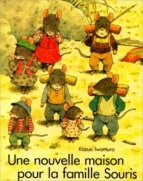 Kazuo Iwamura
Une nouvelle maison
pour la famille Souris